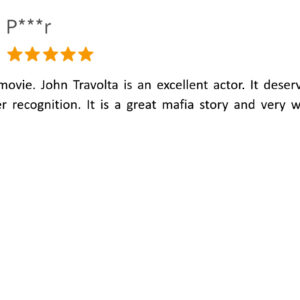 P***r
movie. John Travolta is an excellent actor. It deserv
er recognition. It is a great mafia story and very w